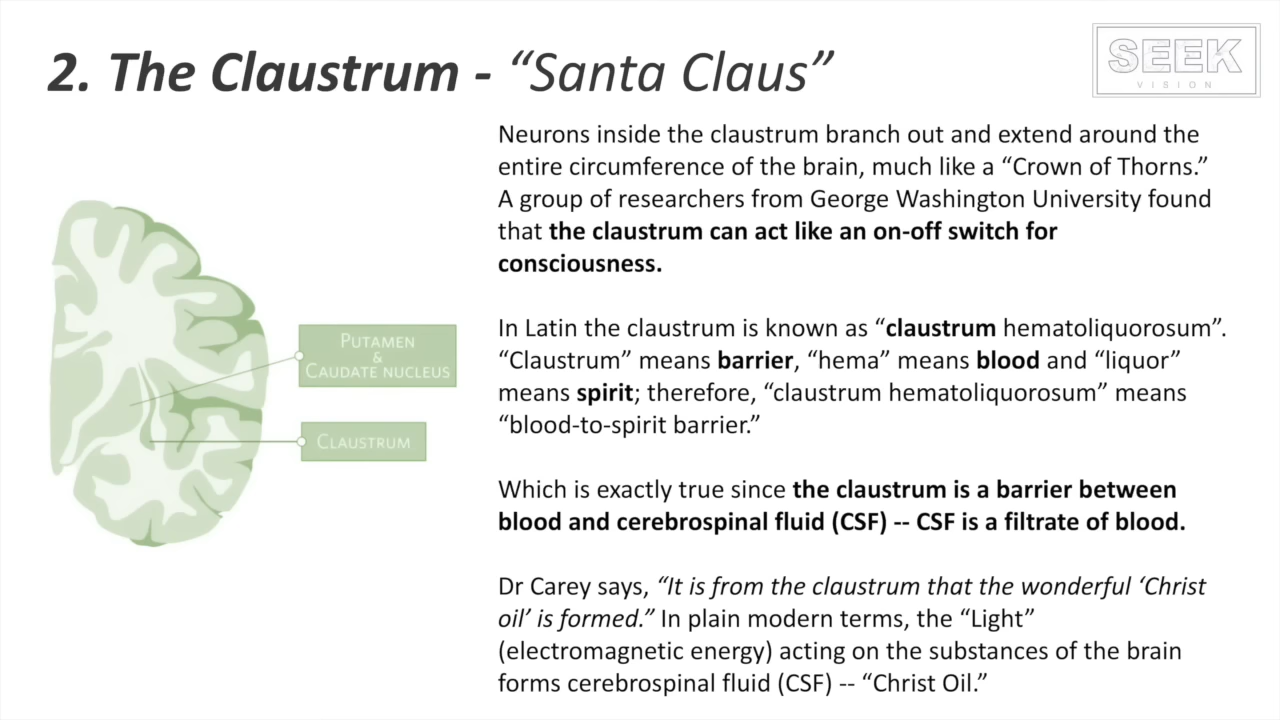 2. The Claustrum - “Santa Claus”
SEEK
VISION
Neurons inside the claustrum branch out and extend around the
entire circumference of the brain, much like a “Crown of Thorns.”
A group of researchers from George Washington University found
that the claustrum can act like an on-off switch for
consciousness.
In Latin the claustrum is known as “claustrum hematoliquorosum”.
“Claustrum” means barrier, “hema” means blood and “liquor”
means spirit; therefore, “claustrum hematoliquorosum” means
“blood-to-spirit barrier.”
Which is exactly true since the claustrum is a barrier between
blood and cerebrospinal fluid (CSF) -- CSF is a filtrate of blood.
Dr Carey says, “It is from the claustrum that the wonderful ‘Christ
oil’ is formed.” In plain modern terms, the “Light”
(electromagnetic energy) acting on the substances of the brain
forms cerebrospinal fluid (CSF) -- “Christ Oil.”
PUTAMEN
&
CAUDATE NUCLEUS
CLAUSTRUM